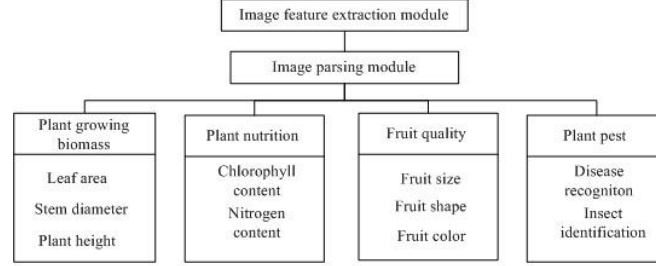 Image feature extraction module
Image parsing module
Plant growing
biomass
Leaf area
Stem diameter
Plant height
Plant nutrition
Chlorophyll
content
Nitrogen
content
Fruit quality
Fruit size
Fruit shape
Fruit color
Plant pest
Disease
recogniton
Insect
identification